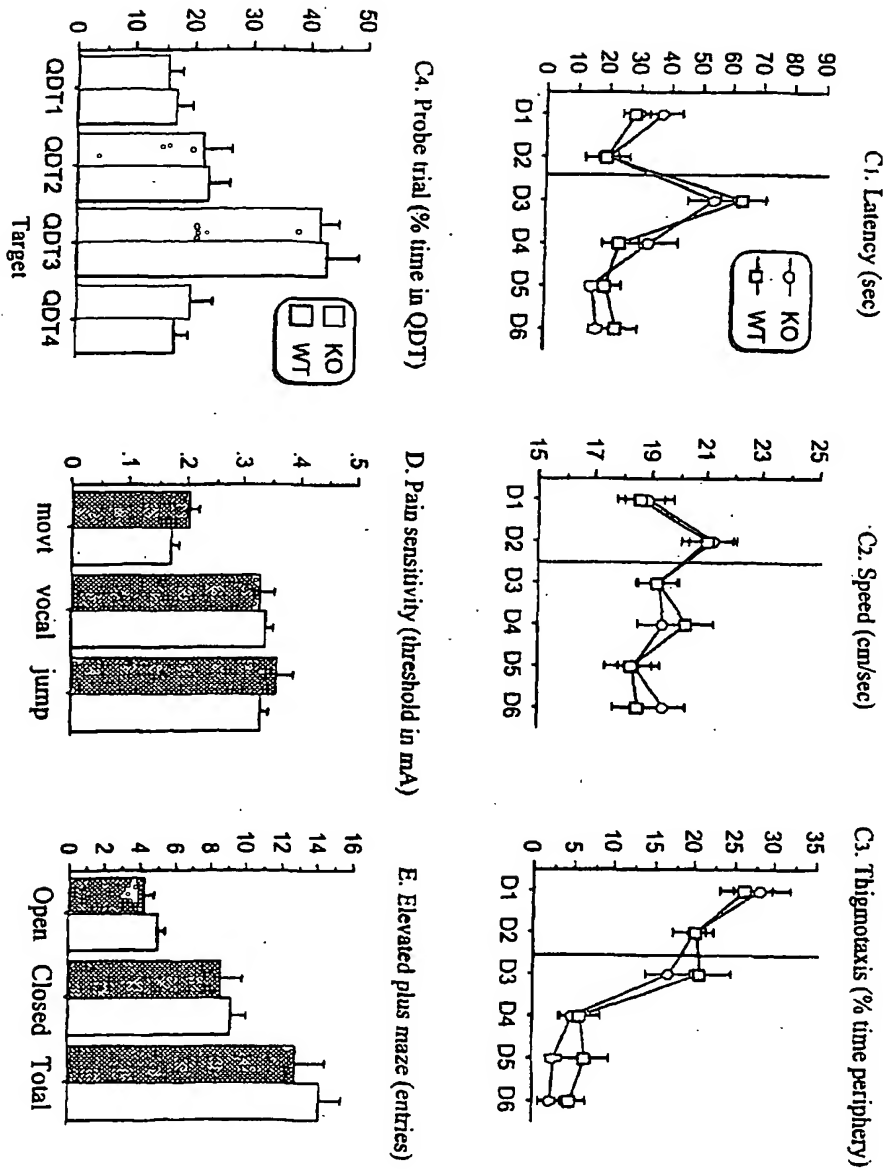 C1. Latency (sec)
90
80
70
60
50
40
30
20
10
0
D1
D2
D3
D4
D5
D6
KO
WT
C2. Speed (cm/sec)
25
23
21
19
17
15
D1
D2
D3
D4
D5
D6
C3. Thigmotaxis (% time periphery)
35
30
25
20
15
10
5
0
D1
D2
D3
D4
D5
D6
C4. Probe trial (% time in QDT)
50
40
30
20
10
0
QDT1
QDT2
QDT3
QDT4
Target
KO
WT
D. Pain sensitivity (threshold in mA)
.5
.4
.3
.2
.1
0
movt
vocal
jump
E. Elevated plus maze (entries)
16
14
12
10
8
6
4
2
0
Open
Closed
Total